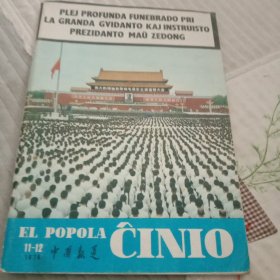 PLEJ PROFUNDA FUNEBRADO PRI
LA GRANDA GVIDANTO KAJ INSTRUISTO
PREZIDANTO MAŬ ZEDONG
EL POPOLA
ĈINIO
11-12
1976
中国报道